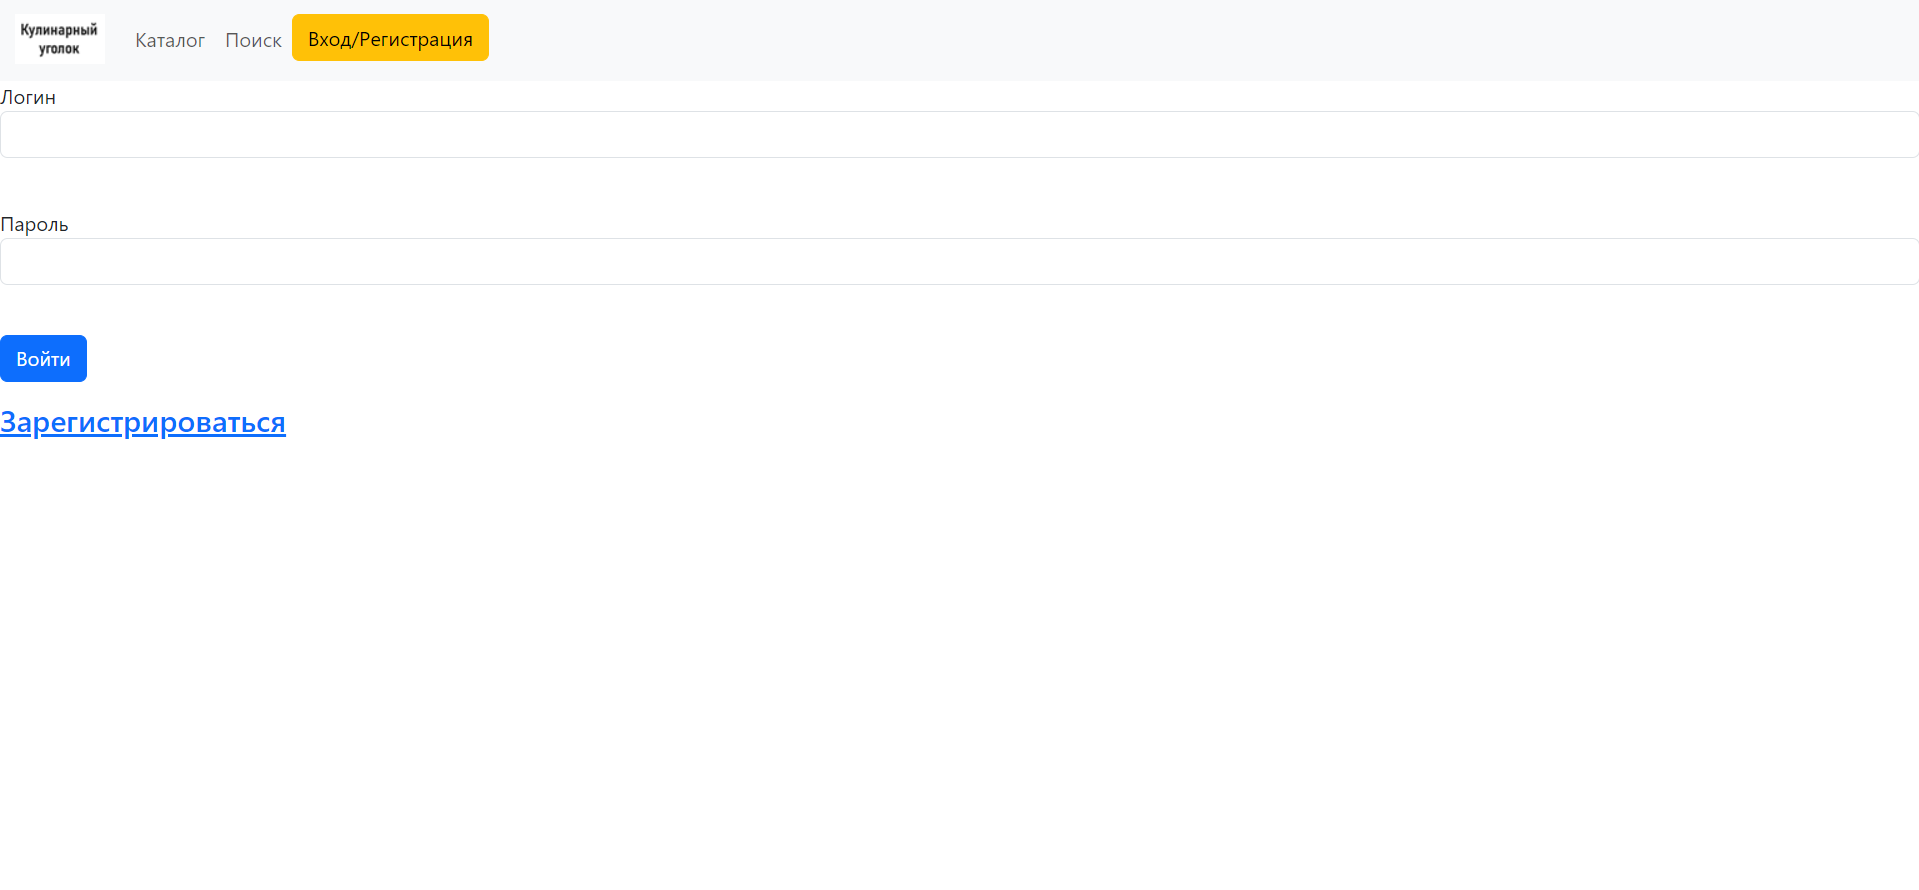 Кулинарный
уголок
Каталог Поиск Вход/Регистрация
Логин
Пароль
Войти
Зарегистрироваться